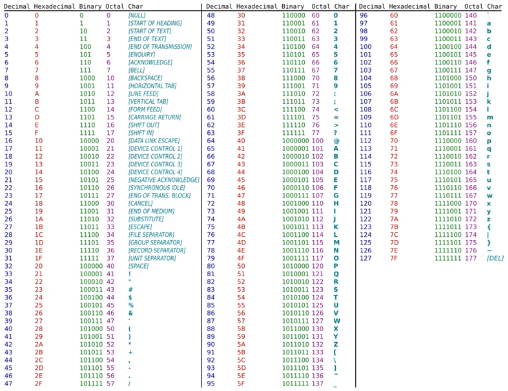 Decimal Hexadecimal Binary Octal Char
0 0 0 0 [NULL]
1 1 1 1 [START OF HEADING]
2 2 10 2 [START OF TEXT]
3 3 11 3 [END OF TEXT]
4 4 100 4 [END OF TRANSMISSION]
5 5 101 5 [ENQUIRY]
6 6 110 6 [ACKNOWLEDGE]
7 7 111 7 [BELL]
8 8 1000 10 [BACKSPACE]
9 9 1001 11 [HORIZONTAL TAB]
10 A 1010 12 [LINE FEED]
11 B 1011 13 [VERTICAL TAB]
12 C 1100 14 [FORM FEED]
13 D 1101 15 [CARRIAGE RETURN]
14 E 1110 16 [SHIFT OUT]
15 F 1111 17 [SHIFT IN]
16 10 10000 20 [DATA LINK ESCAPE]
17 11 10001 21 [DEVICE CONTROL 1]
18 12 10010 22 [DEVICE CONTROL 2]
19 13 10011 23 [DEVICE CONTROL 3]
20 14 10100 24 [DEVICE CONTROL 4]
21 15 10101 25 [NEGATIVE ACKNOWLEDGE]
22 16 10110 26 [SYNCHRONOUS IDLE]
23 17 10111 27 [ENG OF TRANS. BLOCK]
24 18 11000 30 [CANCEL]
25 19 11001 31 [END OF MEDIUM]
26 1A 11010 32 [SUBSTITUTE]
27 1B 11011 33 [ESCAPE]
28 1C 11100 34 [FILE SEPARATOR]
29 1D 11101 35 [GROUP SEPARATOR]
30 1E 11110 36 [RECORD SEPARATOR]
31 1F 11111 37 [UNIT SEPARATOR]
32 20 100000 40 [SPACE]
33 21 100001 41 !
34 22 100010 42 "
35 23 100011 43 #
36 24 100100 44 $
37 25 100101 45 %
38 26 100110 46 &
39 27 100111 47 '
40 28 101000 50 (
41 29 101001 51 )
42 2A 101010 52 *
43 2B 101011 53 +
44 2C 101100 54 ,
45 2D 101101 55 -
46 2E 101110 56 .
47 2F 101111 57 /
Decimal Hexadecimal Binary Octal Char
48 30 110000 60 0
49 31 110001 61 1
50 32 110010 62 2
51 33 110011 63 3
52 34 110100 64 4
53 35 110101 65 5
54 36 110110 66 6
55 37 110111 67 7
56 38 111000 70 8
57 39 111001 71 9
58 3A 111010 72 :
59 3B 111011 73 ;
60 3C 111100 74 <
61 3D 111101 75 =
62 3E 111110 76 >
63 3F 111111 77 ?
64 40 1000000 100 @
65 41 1000001 101 A
66 42 1000010 102 B
67 43 1000011 103 C
68 44 1000100 104 D
69 45 1000101 105 E
70 46 1000110 106 F
71 47 1000111 107 G
72 48 1001000 110 H
73 49 1001001 111 I
74 4A 1001010 112 J
75 4B 1001011 113 K
76 4C 1001100 114 L
77 4D 1001101 115 M
78 4E 1001110 116 N
79 4F 1001111 117 O
80 50 1010000 120 P
81 51 1010001 121 Q
82 52 1010010 122 R
83 53 1010011 123 S
84 54 1010100 124 T
85 55 1010101 125 U
86 56 1010110 126 V
87 57 1010111 127 W
88 58 1011000 130 X
89 59 1011001 131 Y
90 5A 1011010 132 Z
91 5B 1011011 133 [
92 5C 1011100 134 \
93 5D 1011101 135 ]
94 5E 1011110 136 ^
95 5F 1011111 137 _
Decimal Hexadecimal Binary Octal Char
96 60 1100000 140 `
97 61 1100001 141 a
98 62 1100010 142 b
99 63 1100011 143 c
100 64 1100100 144 d
101 65 1100101 145 e
102 66 1100110 146 f
103 67 1100111 147 g
104 68 1101000 150 h
105 69 1101001 151 i
106 6A 1101010 152 j
107 6B 1101011 153 k
108 6C 1101100 154 l
109 6D 1101101 155 m
110 6E 1101110 156 n
111 6F 1101111 157 o
112 70 1110000 160 p
113 71 1110001 161 q
114 72 1110010 162 r
115 73 1110011 163 s
116 74 1110100 164 t
117 75 1110101 165 u
118 76 1110110 166 v
119 77 1110111 167 w
120 78 1111000 170 x
121 79 1111001 171 y
122 7A 1111010 172 z
123 7B 1111011 173 {
124 7C 1111100 174 |
125 7D 1111101 175 }
126 7E 1111110 176 ~
127 7F 1111111 177 [DEL]